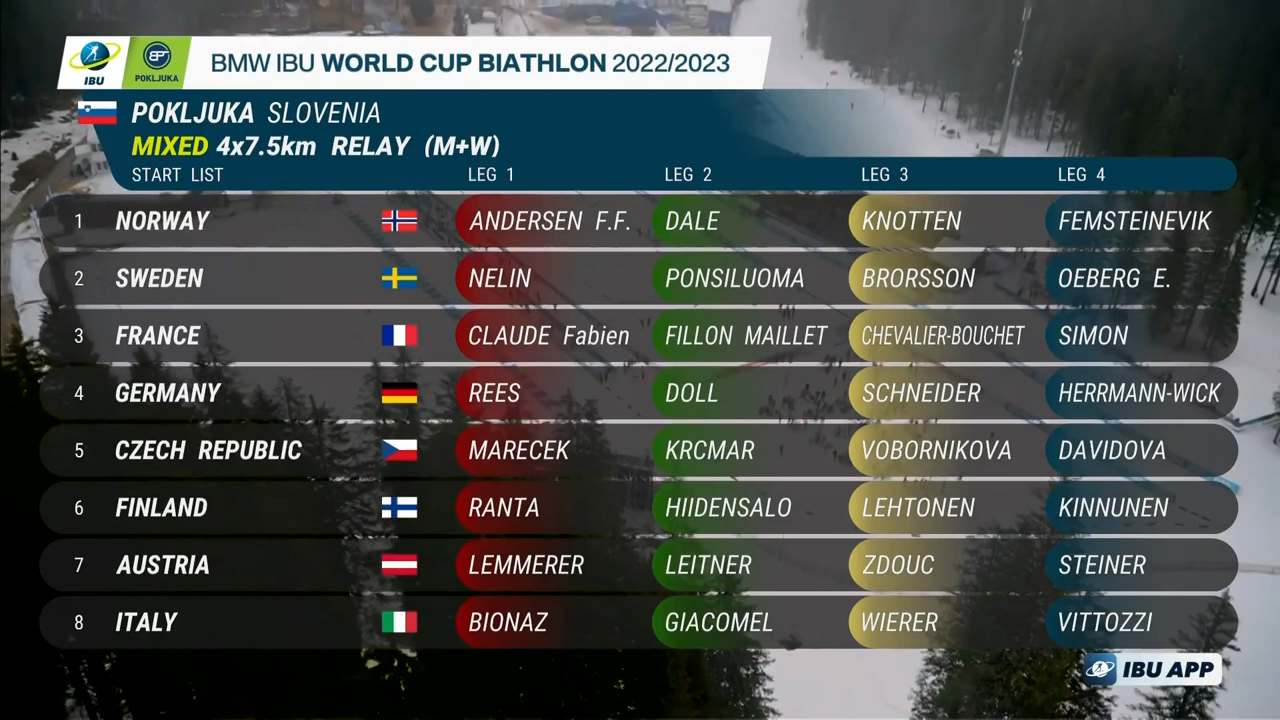 BMW IBU WORLD CUP BIATHLON 2022/2023
IBU
POKLJUKA
POKLJUKA SLOVENIA
MIXED 4x7.5km RELAY (M+W)
START LIST LEG 1 LEG 2 LEG 3 LEG 4
1 NORWAY ANDERSEN F.F. DALE KNOTTEN FEMSTEINEVIK
2 SWEDEN NELIN PONSILUOMA BRORSSON OEBERG E.
3 FRANCE CLAUDE Fabien FILLON MAILLET CHEVALIER-BOUCHET SIMON
4 GERMANY REES DOLL SCHNEIDER HERRMANN-WICK
5 CZECH REPUBLIC MARECEK KRCMAR VOBORNIKOVA DAVIDOVA
6 FINLAND RANTA HIIDENSALO LEHTONEN KINNUNEN
7 AUSTRIA LEMMERER LEITNER ZDOUC STEINER
8 ITALY BIONAZ GIACOMEL WIERER VITTOZZI
IBU APP